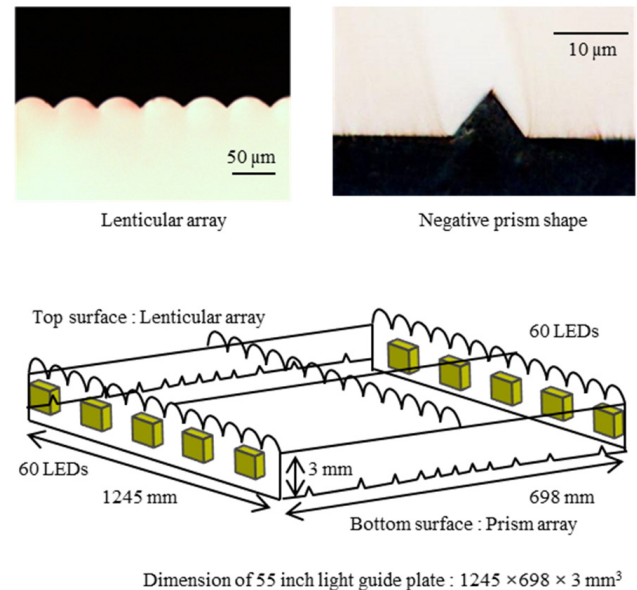 50 µm
10 µm
Lenticular array
Negative prism shape
Top surface : Lenticular array
60 LEDs
60 LEDs
3 mm
1245 mm
698 mm
Bottom surface : Prism array
Dimension of 55 inch light guide plate : 1245 ×698 × 3 mm³